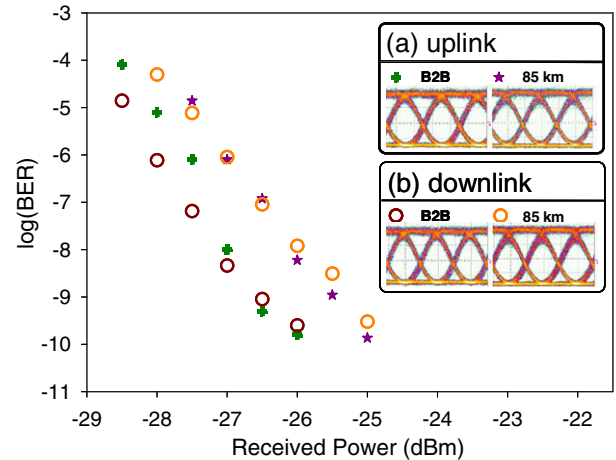 -3
-4
-5
-6
-7
-8
-9
-10
-11
log(BER)
(a) uplink
B2B 85 km
(b) downlink
B2B 85 km
-29 -28 -27 -26 -25 -24 -23 -22
Received Power (dBm)